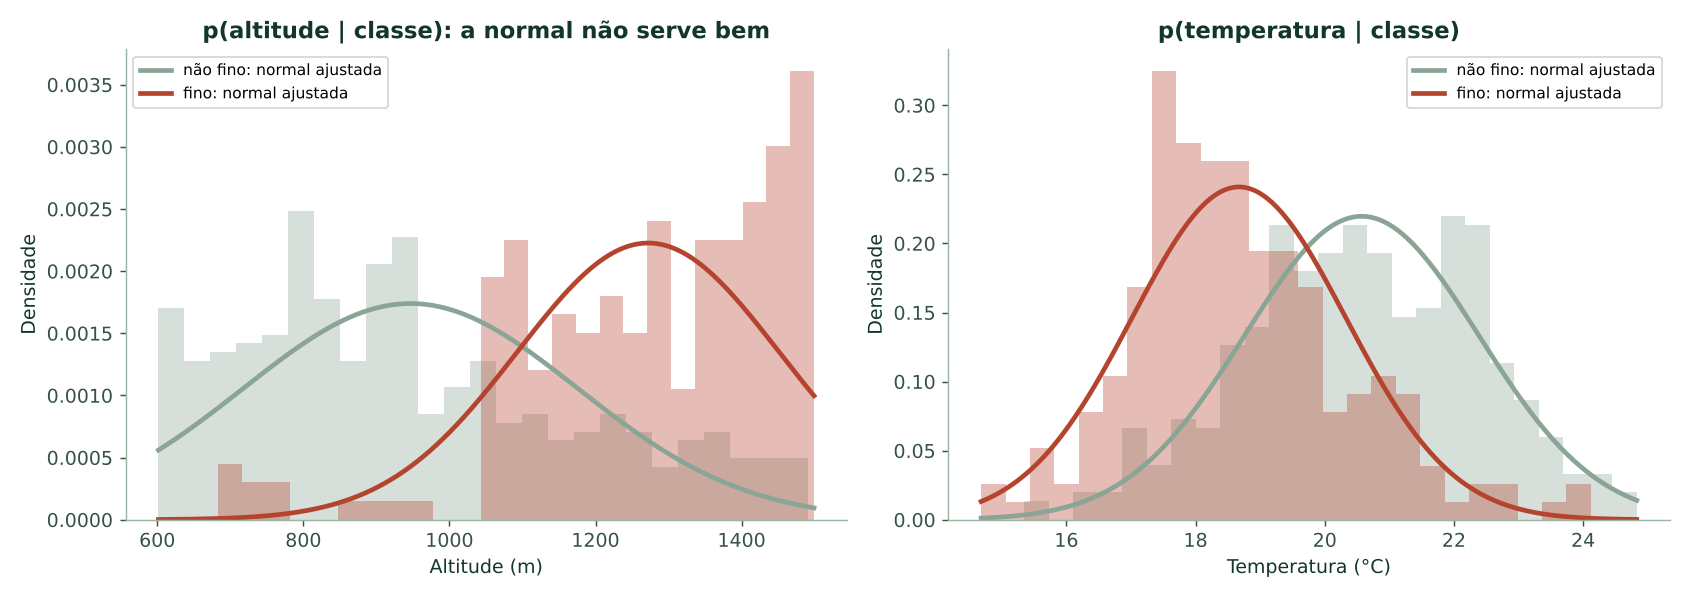 p(altitude | classe): a normal não serve bem
não fino: normal ajustada
fino: normal ajustada
0.0035
0.0030
0.0025
0.0020
0.0015
0.0010
0.0005
0.0000
Densidade
600
800
1000
1200
1400
Altitude (m)
p(temperatura | classe)
não fino: normal ajustada
fino: normal ajustada
0.30
0.25
0.20
0.15
0.10
0.05
0.00
Densidade
16
18
20
22
24
Temperatura (°C)